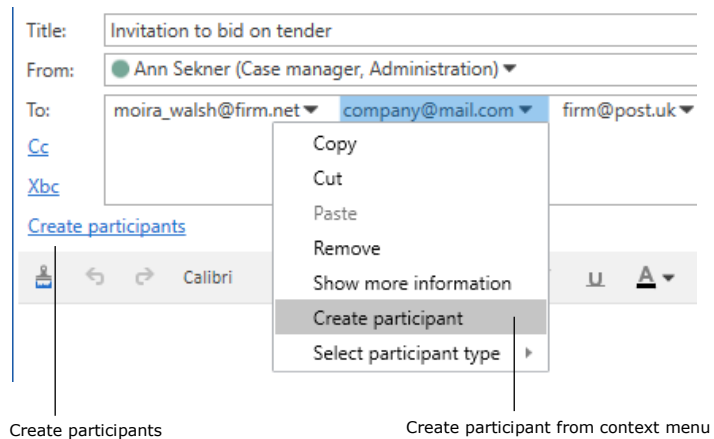 Title: Invitation to bid on tender
From: Ann Sekner (Case manager, Administration)
To: moira_walsh@firm.net company@mail.com firm@post.uk
Cc
Xbc
Create participants
Calibri U A
Copy
Cut
Paste
Remove
Show more information
Create participant
Select participant type
Create participants
Create participant from context menu